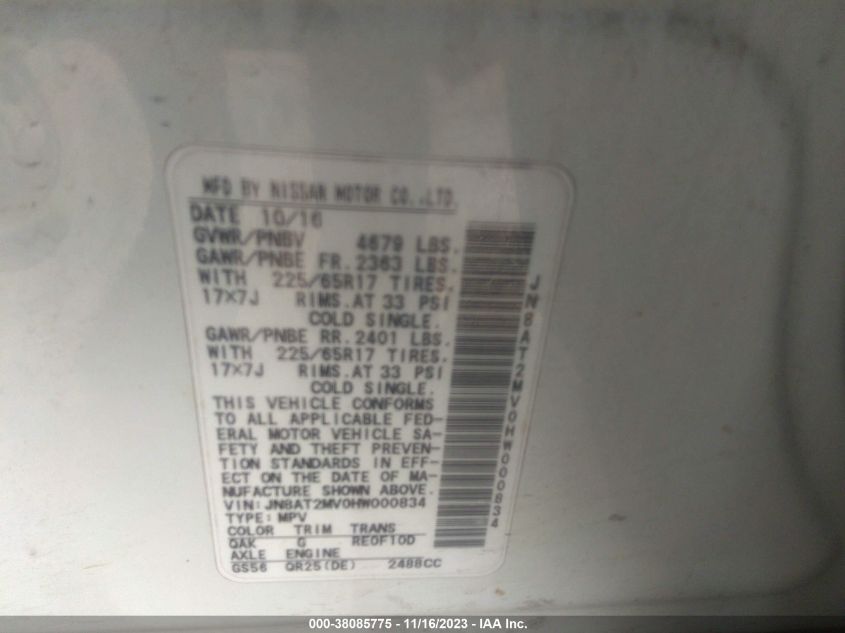 MFD BY NISSAN MOTOR CO.,LTD.
DATE 10/16
GVWR/PNBV 4679 LBS.
GAWR/PNBE FR. 2363 LBS.
WITH 225/65R17 TIRES.
17X7J RIMS. AT 33 PSI
COLD SINGLE.
GAWR/PNBE RR. 2401 LBS.
WITH 225/65R17 TIRES.
17X7J RIMS. AT 33 PSI
COLD SINGLE.
THIS VEHICLE CONFORMS
TO ALL APPLICABLE FED-
ERAL MOTOR VEHICLE SA-
FETY AND THEFT PREVEN-
TION STANDARDS IN EFF-
ECT ON THE DATE OF MA-
NUFACTURE SHOWN ABOVE.
VIN: JN8AT2MV0HW000834
TYPE: MPV
COLOR TRIM TRANS
QAK G RE0F10D
AXLE ENGINE
GS56 QR25(DE) 2488CC
JN8AT2MV0HW000834
000-38085775 - 11/16/2023 - IAA Inc.